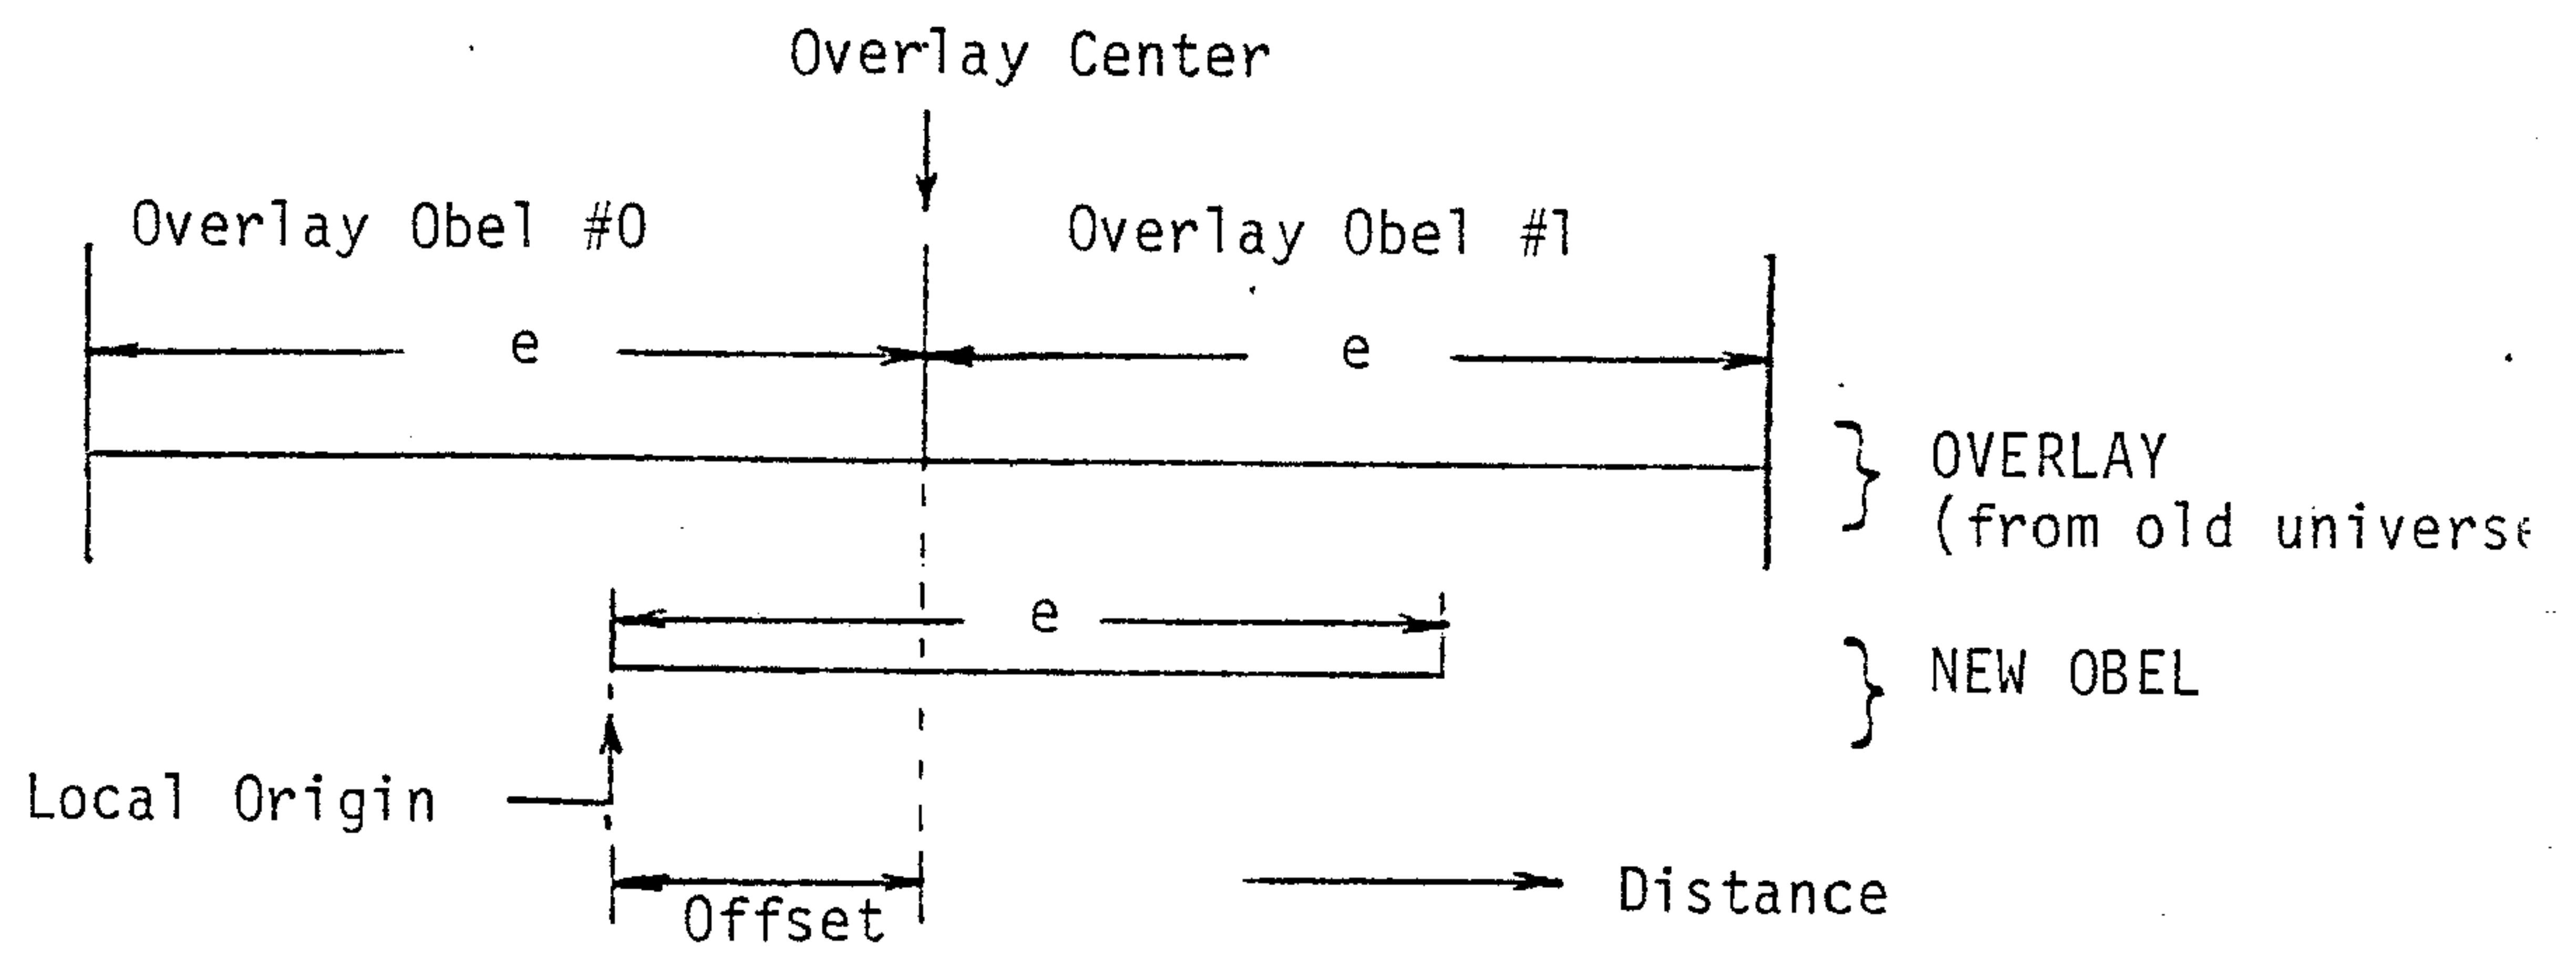 Overlay Center
Overlay Obel #0
Overlay Obel #1
e
e
OVERLAY
(from old universe
e
NEW OBEL
Local Origin
Offset
Distance